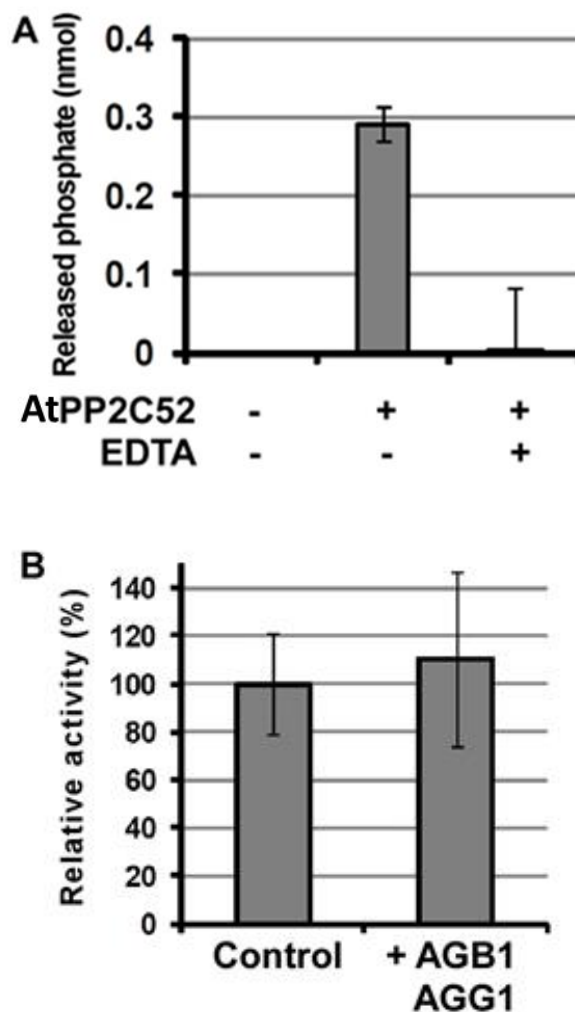 A
Released phosphate (nmol)
0.4
0.3
0.2
0.1
0
AtPP2C52 - + +
EDTA - - +
B
Relative activity (%)
140
120
100
80
60
40
20
0
Control + AGB1
AGG1